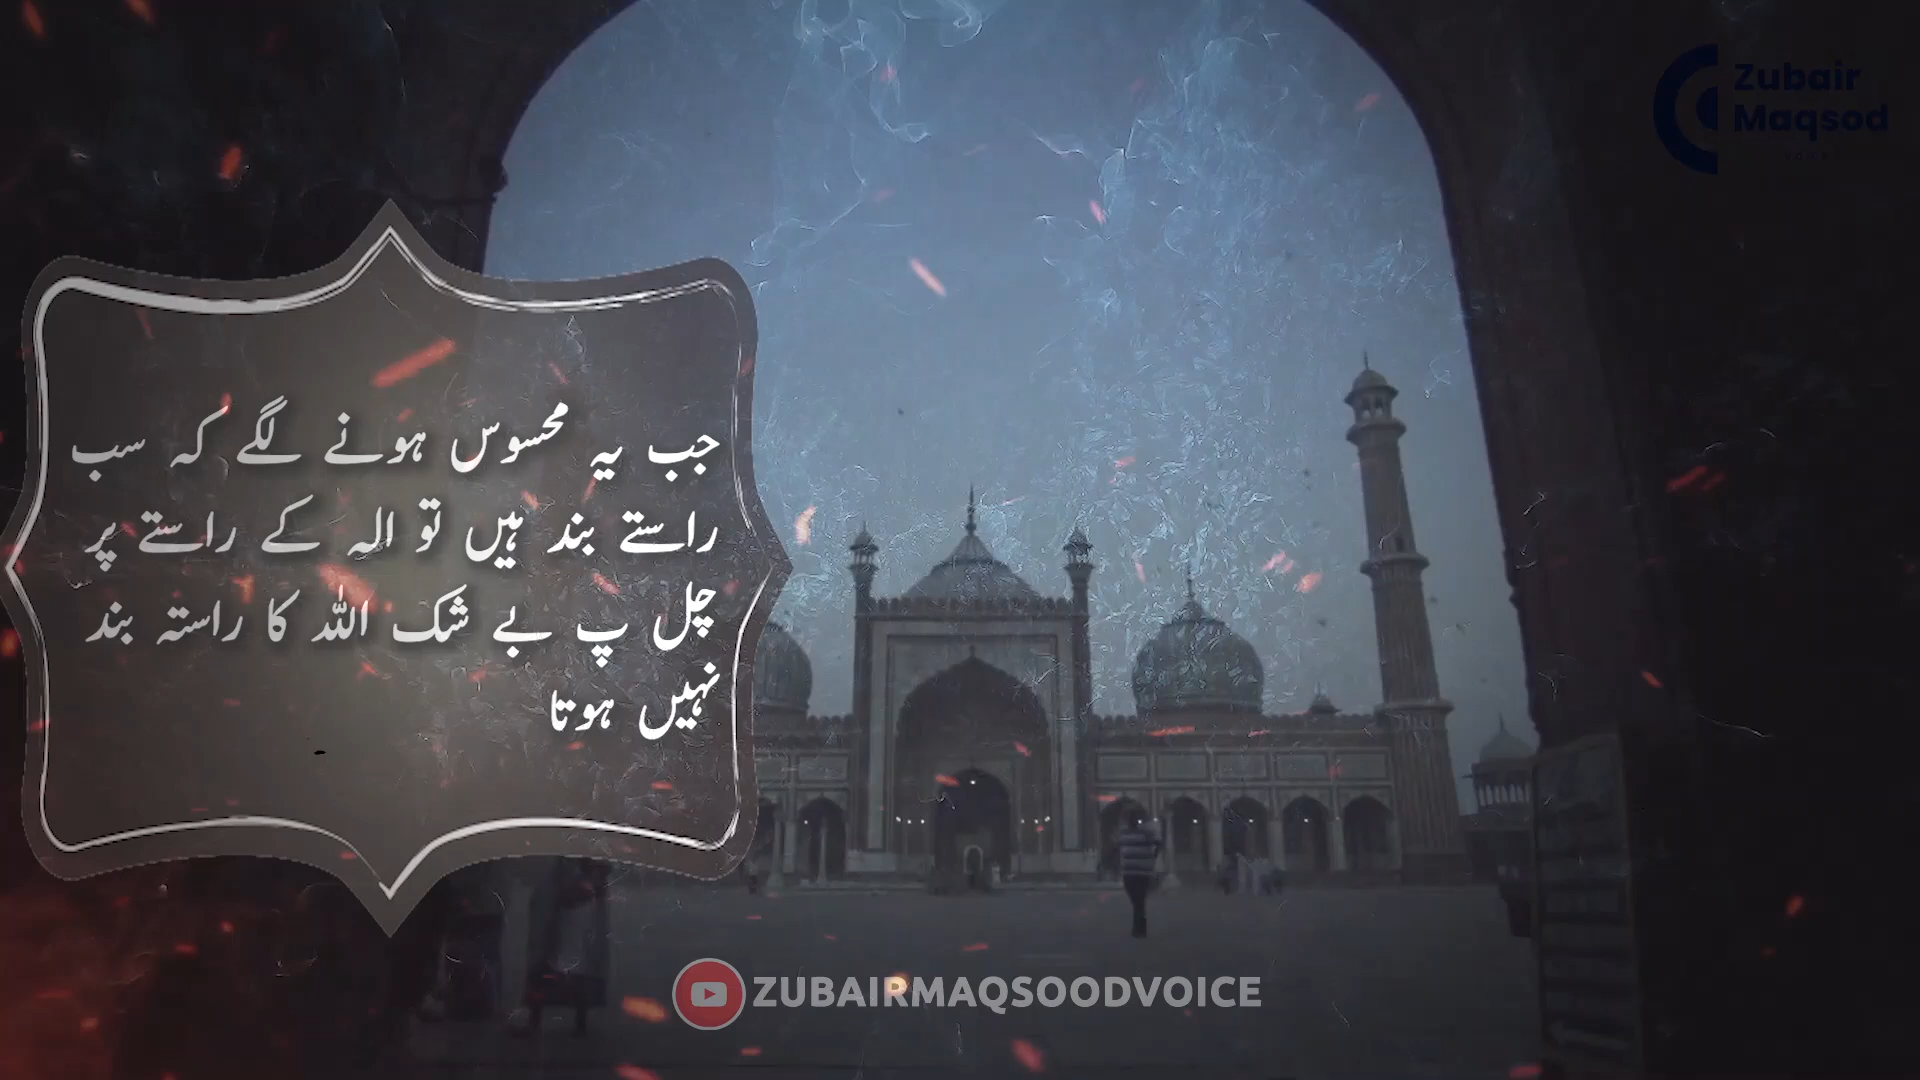 Zubair
Maqsod
جب یہ محسوس ہونے لگے کہ سب
راستے بند ہیں تو الہ کے راستے پر
چل پ بے شک اللہ کا راستہ بند
نہیں ہوتا
ZUBAIRMAQSOODVOICE